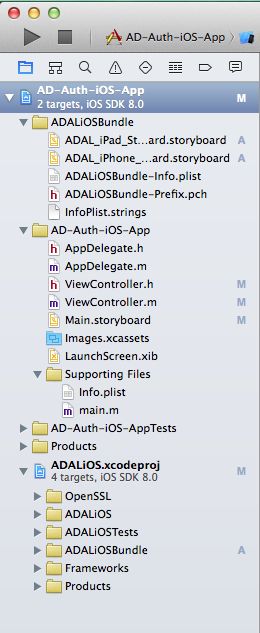 AD-Auth-iOS-App
AD-Auth-iOS-App M
2 targets, iOS SDK 8.0
ADALiOSBundle
ADAL_iPad_St...ard.storyboard A
ADAL_iPhone_...ard.storyboard A
ADALiOSBundle-Info.plist
ADALiOSBundle-Prefix.pch
InfoPlist.strings
AD-Auth-iOS-App
h AppDelegate.h
m AppDelegate.m
h ViewController.h M
m ViewController.m M
Main.storyboard M
Images.xcassets
LaunchScreen.xib
Supporting Files
Info.plist
m main.m
AD-Auth-iOS-AppTests
Products
ADALiOS.xcodeproj M
4 targets, iOS SDK 8.0
OpenSSL
ADALiOS
ADALiOSTests
ADALiOSBundle A
Frameworks
Products